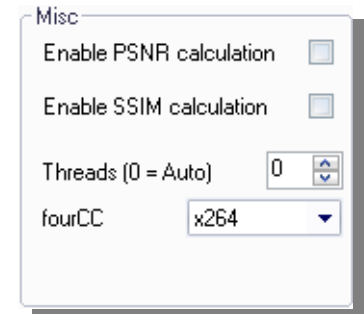 Misc
Enable PSNR calculation
Enable SSIM calculation
Threads (0 = Auto) 0
fourCC x264